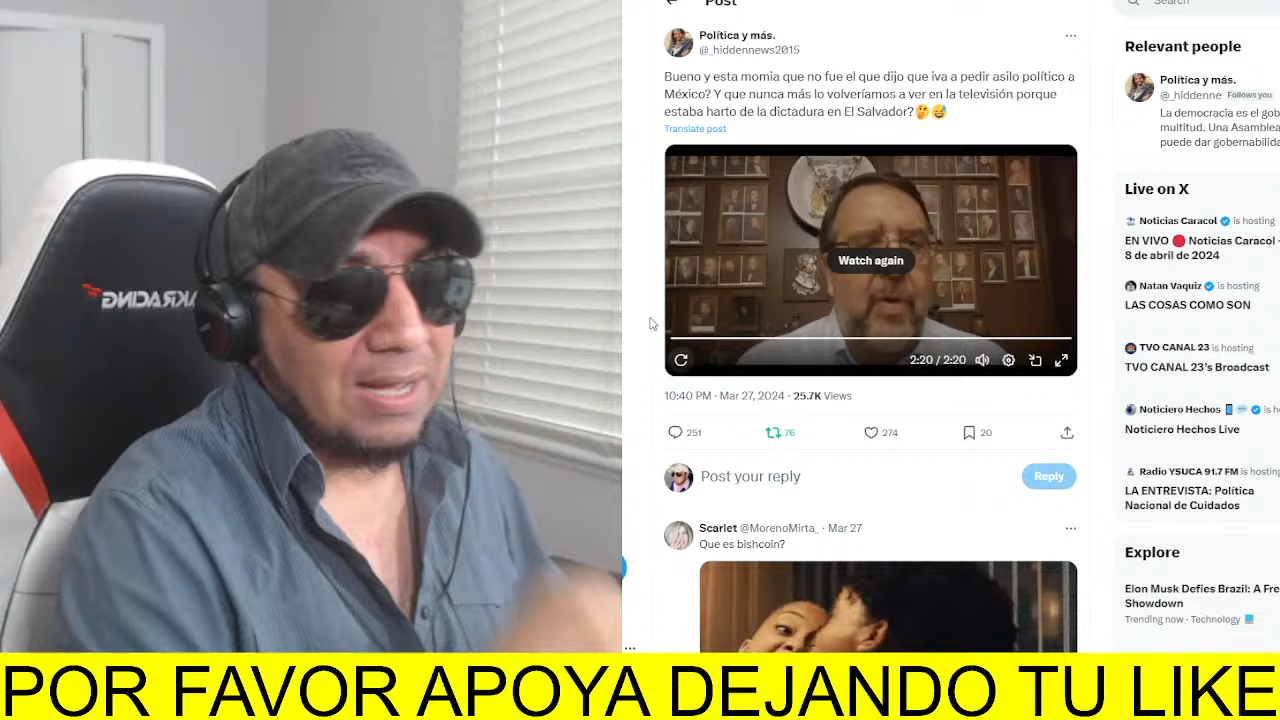 AKRACING
Post
Search
Política y más.
@_hiddennews2015
Bueno y esta momia que no fue el que dijo que iva a pedir asilo político a
México? Y que nunca más lo volveríamos a ver en la televisión porque
estaba harto de la dictadura en El Salvador?🤔😅
Translate post
Watch again
2:20 / 2:20
10:40 PM · Mar 27, 2024 · 25.7K Views
251
76
274
20
Post your reply
Reply
Scarlet @MorenoMirta_ · Mar 27
Que es bishcoin?
Relevant people
Política y más.
@_hiddenne Follows you
La democracia es el gob
multitud. Una Asamblea
puede dar gobernabilida
Live on X
Noticias Caracol is hosting
EN VIVO 🔴 Noticias Caracol -
8 de abril de 2024
Natan Vaquiz is hosting
LAS COSAS COMO SON
TVO CANAL 23 is hosting
TVO CANAL 23's Broadcast
Noticiero Hechos is h
Noticiero Hechos Live
Radio YSUCA 91.7 FM is hosting
LA ENTREVISTA: Política
Nacional de Cuidados
Explore
Elon Musk Defies Brazil: A Fre
Showdown
Trending now · Technology
POR FAVOR APOYA DEJANDO TU LIKE